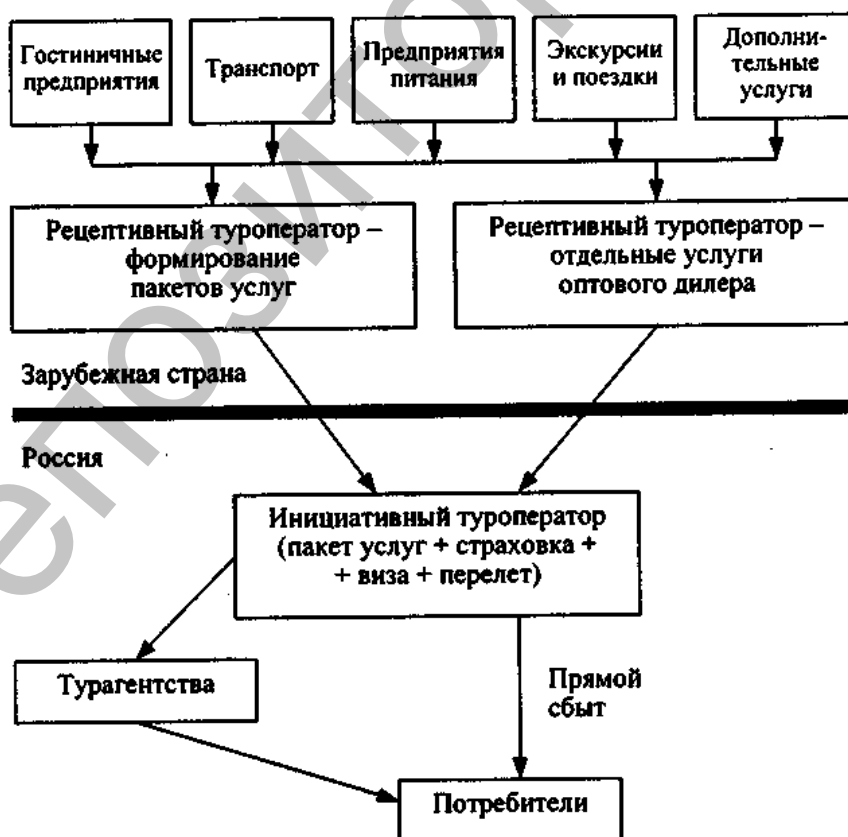 Гостиничные
предприятия
Транспорт
Предприятия
питания
Экскурсии
и поездки
Дополни-
тельные
услуги
Рецептивный туроператор –
формирование
пакетов услуг
Рецептивный туроператор –
отдельные услуги
оптового дилера
Зарубежная страна
Россия
Инициативный туроператор
(пакет услуг + страховка +
+ виза + перелет)
Турагентства
Прямой
сбыт
Потребители